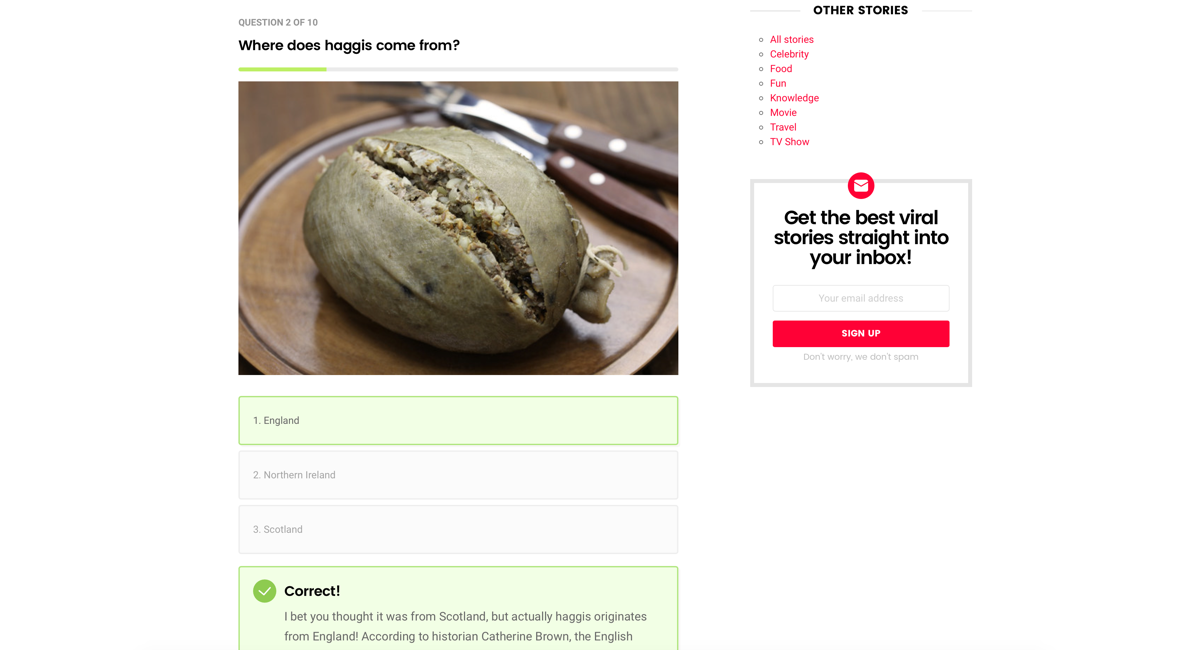 QUESTION 2 OF 10
Where does haggis come from?
1. England
2. Northern Ireland
3. Scotland
Correct!
I bet you thought it was from Scotland, but actually haggis originates
from England! According to historian Catherine Brown, the English
OTHER STORIES
All stories
Celebrity
Food
Fun
Knowledge
Movie
Travel
TV Show
Get the best viral
stories straight into
your inbox!
Your email address
SIGN UP
Don't worry, we don't spam